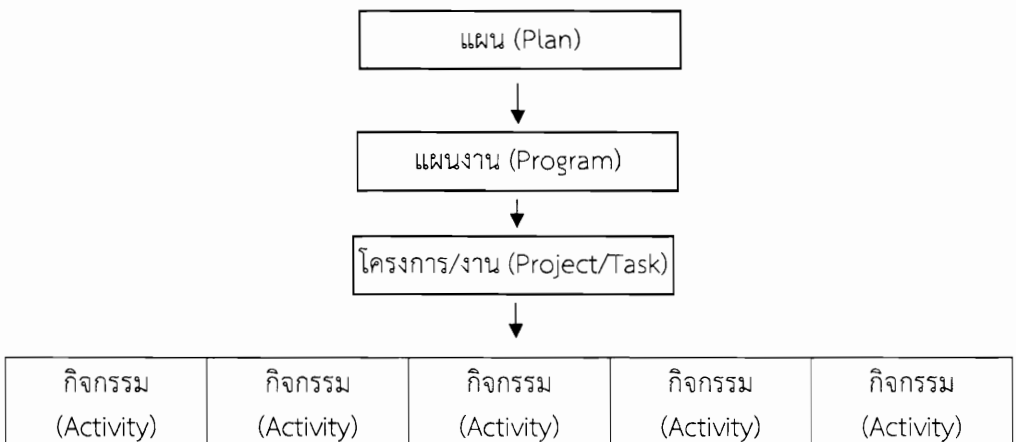 แผน (Plan)
แผนงาน (Program)
โครงการ/งาน (Project/Task)
กิจกรรม กิจกรรม กิจกรรม กิจกรรม กิจกรรม
(Activity) (Activity) (Activity) (Activity) (Activity)